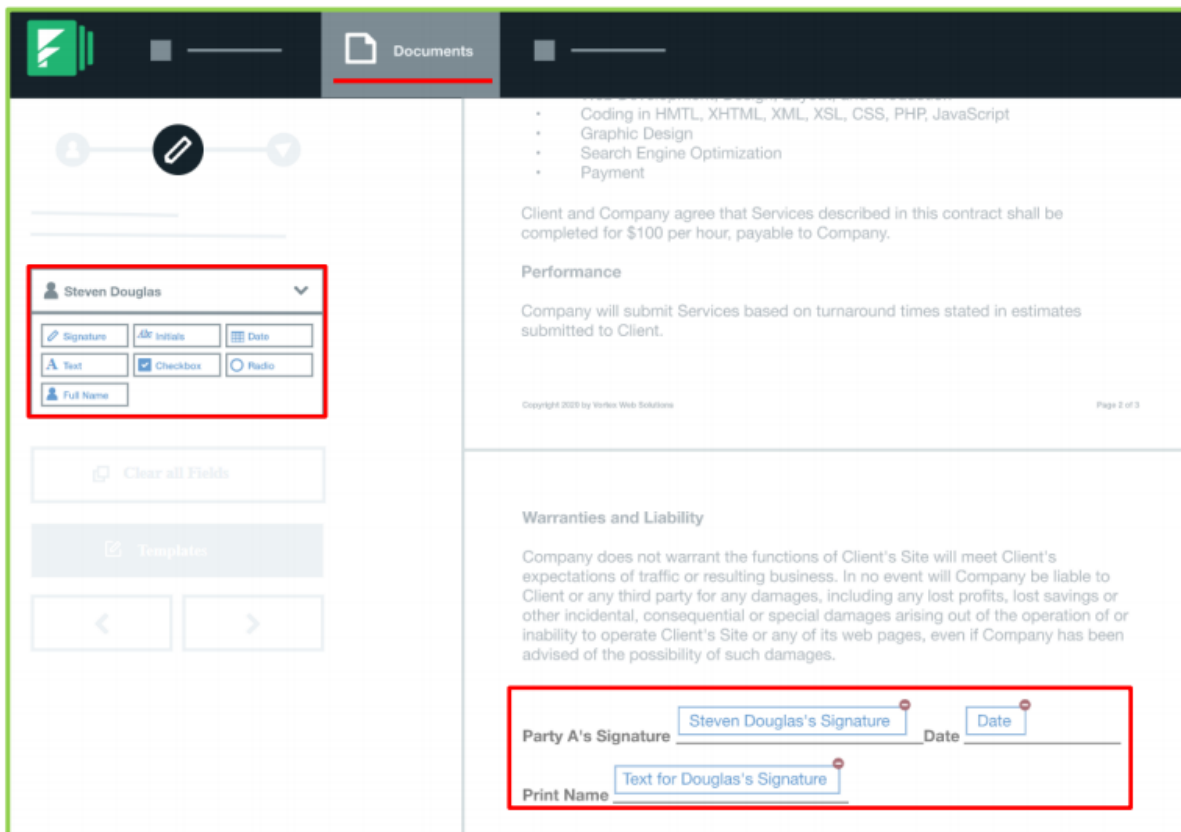 Documents
Web Development, Design, Layout, and Production
• Coding in HMTL, XHTML, XML, XSL, CSS, PHP, JavaScript
• Graphic Design
• Search Engine Optimization
• Payment
Client and Company agree that Services described in this contract shall be
completed for $100 per hour, payable to Company.
Performance
Company will submit Services based on turnaround times stated in estimates
submitted to Client.
Copyright 2020 by Vertex Web Solutions Page 2 of 3
Steven Douglas
Signature Abc Initials Date
A Text Checkbox Radio
Full Name
Clear all Fields
Templates
Warranties and Liability
Company does not warrant the functions of Client's Site will meet Client's
expectations of traffic or resulting business. In no event will Company be liable to
Client or any third party for any damages, including any lost profits, lost savings or
other incidental, consequential or special damages arising out of the operation of or
inability to operate Client's Site or any of its web pages, even if Company has been
advised of the possibility of such damages.
Party A's Signature Steven Douglas's Signature Date Date
Print Name Text for Douglas's Signature